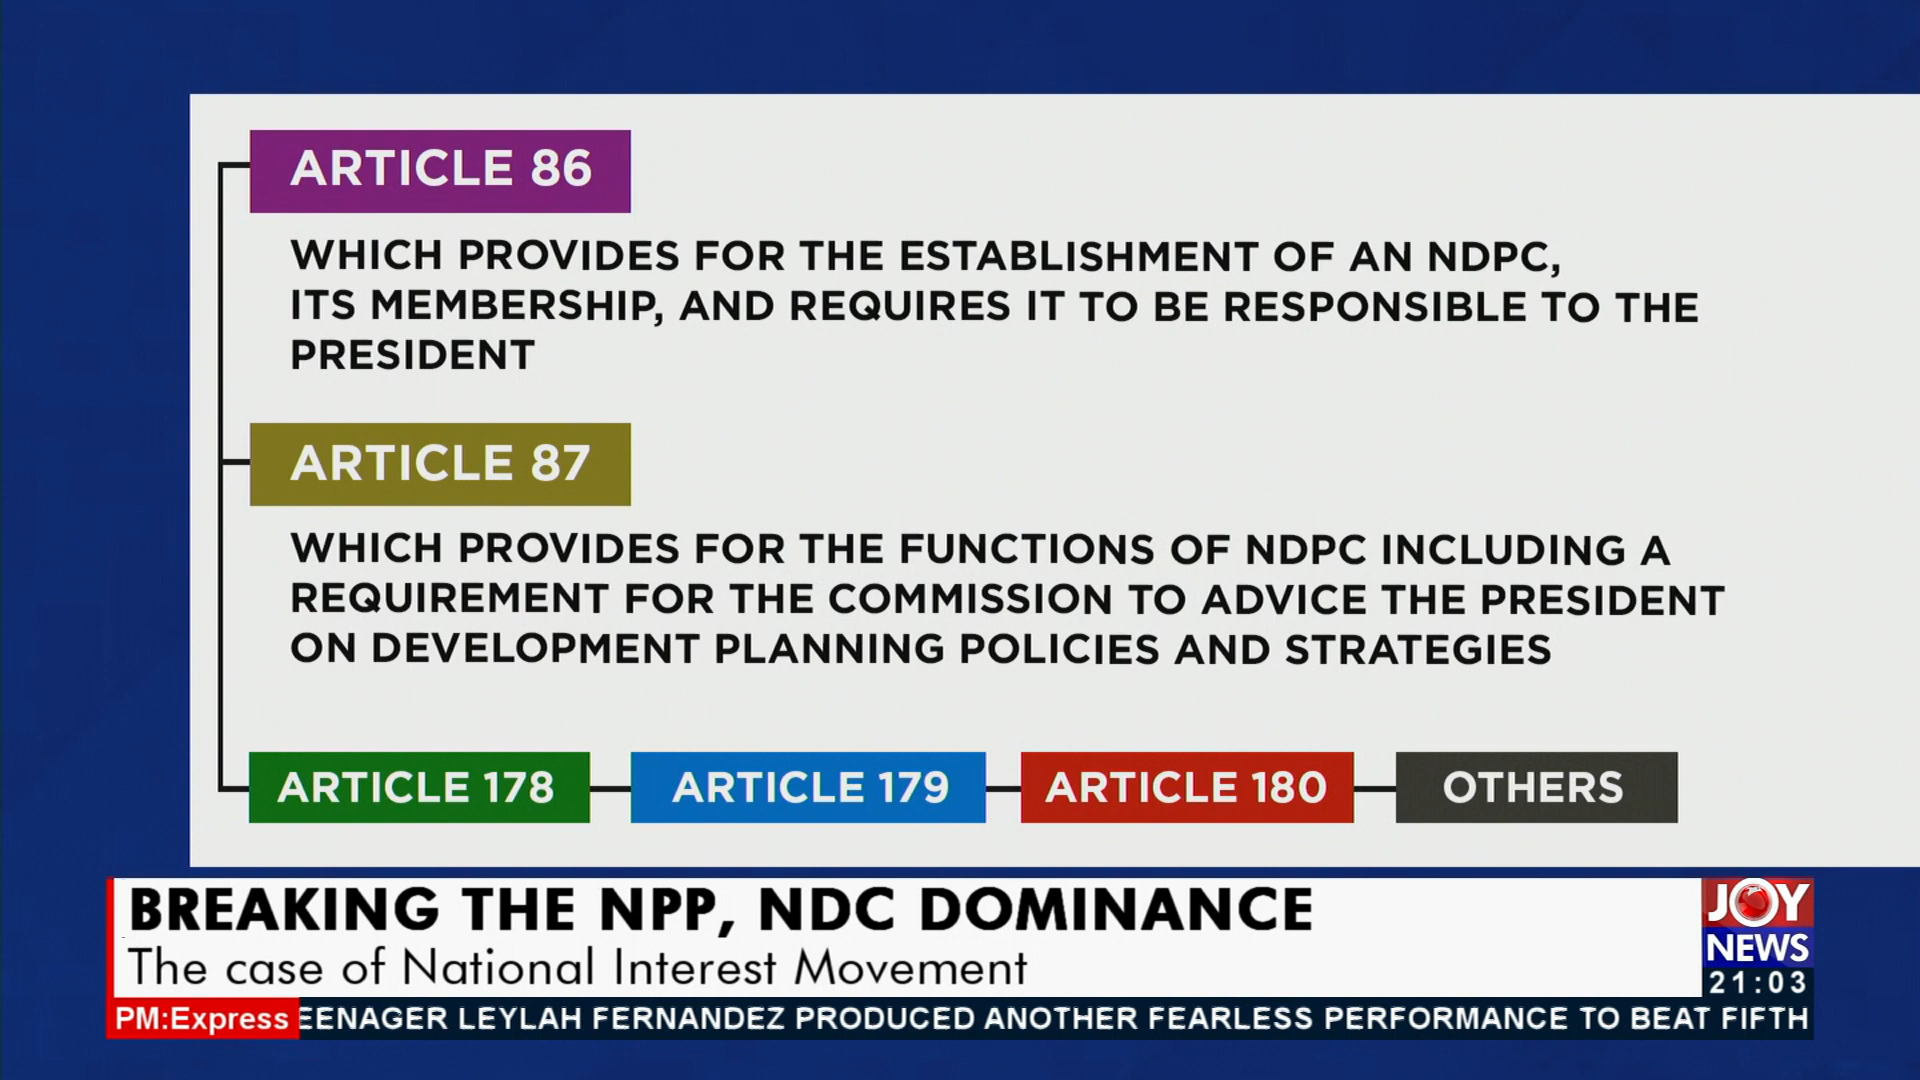 ARTICLE 86
WHICH PROVIDES FOR THE ESTABLISHMENT OF AN NDPC,
ITS MEMBERSHIP, AND REQUIRES IT TO BE RESPONSIBLE TO THE
PRESIDENT
ARTICLE 87
WHICH PROVIDES FOR THE FUNCTIONS OF NDPC INCLUDING A
REQUIREMENT FOR THE COMMISSION TO ADVICE THE PRESIDENT
ON DEVELOPMENT PLANNING POLICIES AND STRATEGIES
ARTICLE 178 ARTICLE 179 ARTICLE 180 OTHERS
BREAKING THE NPP, NDC DOMINANCE
The case of National Interest Movement
JOY
NEWS
21:03
PM:Express EENAGER LEYLAH FERNANDEZ PRODUCED ANOTHER FEARLESS PERFORMANCE TO BEAT FIFTH